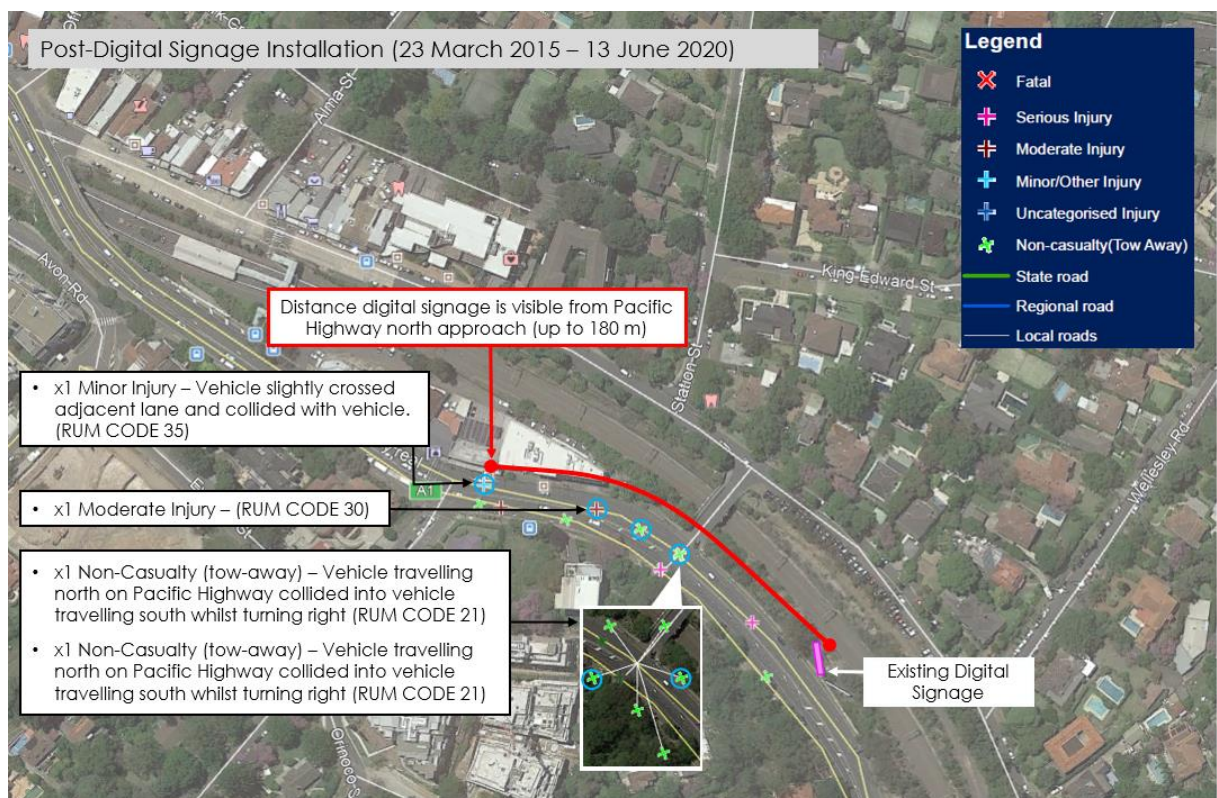 Post-Digital Signage Installation (23 March 2015 – 13 June 2020)
Legend
Fatal
Serious Injury
Moderate Injury
Minor/Other Injury
Uncategorised Injury
Non-casualty(Tow Away)
State road
Regional road
Local roads
Alma-St
Avon-Rd
King-Edward-St
Station-St
Wellesley-Rd
Distance digital signage is visible from Pacific
Highway north approach (up to 180 m)
• x1 Minor Injury – Vehicle slightly crossed
adjacent lane and collided with vehicle.
(RUM CODE 35)
A1
• x1 Moderate Injury – (RUM CODE 30)
• x1 Non-Casualty (tow-away) – Vehicle travelling
north on Pacific Highway collided into vehicle
travelling south whilst turning right (RUM CODE 21)
• x1 Non-Casualty (tow-away) – Vehicle travelling
north on Pacific Highway collided into vehicle
travelling south whilst turning right (RUM CODE 21)
Existing Digital
Signage
Orinoco-S